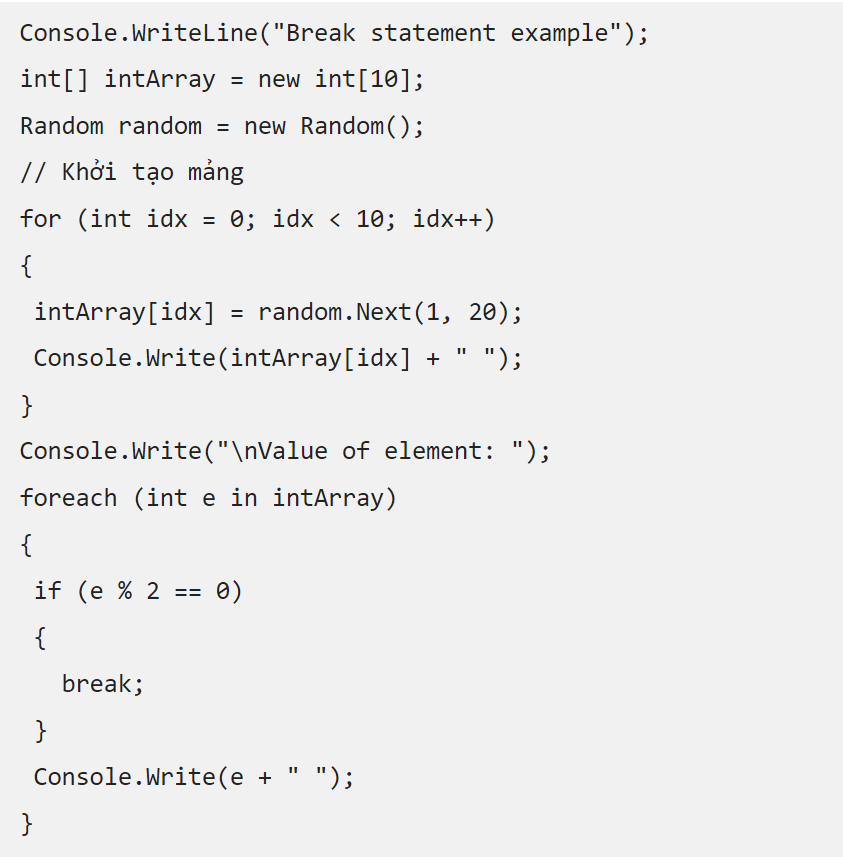 Console.WriteLine("Break statement example");
int[] intArray = new int[10];
Random random = new Random();
// Khởi tạo mảng
for (int idx = 0; idx < 10; idx++)
{
 intArray[idx] = random.Next(1, 20);
 Console.Write(intArray[idx] + " ");
}
Console.Write("\nValue of element: ");
foreach (int e in intArray)
{
 if (e % 2 == 0)
 {
   break;
 }
 Console.Write(e + " ");
}